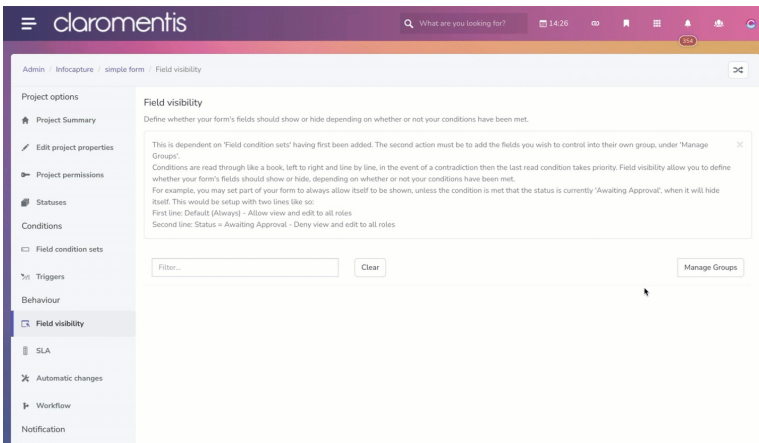 claromentis
What are you looking for?
14:26
354
Admin / Infocapture / simple form / Field visibility
Project options
Project Summary
Edit project properties
Project permissions
Statuses
Conditions
Field condition sets
Triggers
Behaviour
Field visibility
SLA
Automatic changes
Workflow
Notification
Field visibility
Define whether your form's fields should show or hide depending on whether or not your conditions have been met.
This is dependent on 'Field condition sets' having first been added. The second action must be to add the fields you wish to control into their own group, under 'Manage
Groups'.
Conditions are read through like a book, left to right and line by line, in the event of a contradiction then the last read condition takes priority. Field visibility allow you to define
whether your form's fields should show or hide, depending on whether or not your conditions have been met.
For example, you may set part of your form to always allow itself to be shown, unless the condition is met that the status is currently 'Awaiting Approval', when it will hide
itself. This would be setup with two lines like so:
First line: Default (Always) - Allow view and edit to all roles
Second line: Status = Awaiting Approval - Deny view and edit to all roles
Filter...
Clear
Manage Groups